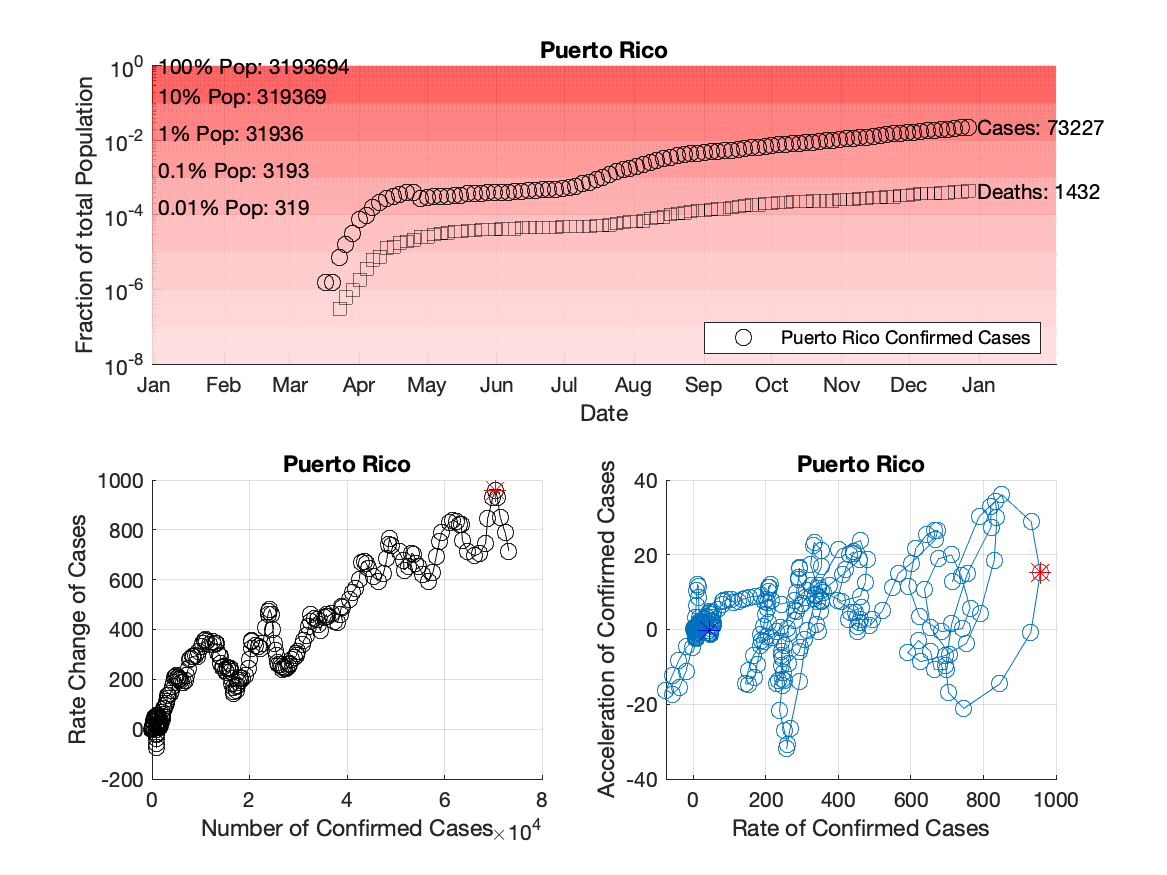 Puerto Rico
10^0
10^-2
10^-4
10^-6
10^-8
Fraction of total Population
100% Pop: 3193694
10% Pop: 319369
1% Pop: 31936
0.1% Pop: 3193
0.01% Pop: 319
Cases: 73227
Deaths: 1432
Puerto Rico Confirmed Cases
Jan Feb Mar Apr May Jun Jul Aug Sep Oct Nov Dec Jan
Date
Puerto Rico
1000
800
600
400
200
0
-200
Rate Change of Cases
0 2 4 6 8
Number of Confirmed Cases ×10^4
Puerto Rico
40
20
0
-20
-40
Acceleration of Confirmed Cases
0 200 400 600 800 1000
Rate of Confirmed Cases